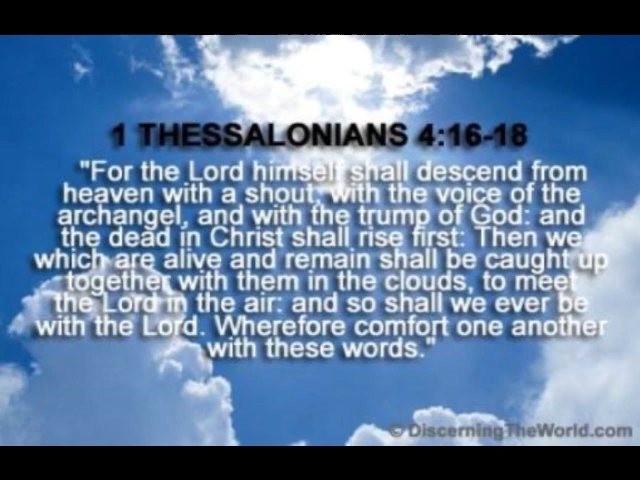 1 THESSALONIANS 4:16-18
"For the Lord himself shall descend from
heaven with a shout, with the voice of the
archangel, and with the trump of God: and
the dead in Christ shall rise first: Then we
which are alive and remain shall be caught up
together with them in the clouds, to meet
the Lord in the air: and so shall we ever be
with the Lord. Wherefore comfort one another
with these words."
© DiscerningTheWorld.com